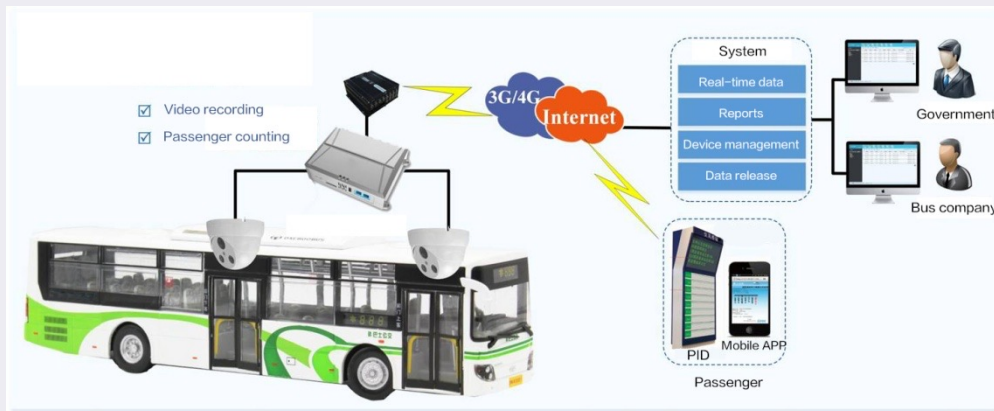 Video recording
Passenger counting
3G/4G
Internet
System
Real-time data
Reports
Device management
Data release
Government
Bus company
PID
Mobile APP
Passenger